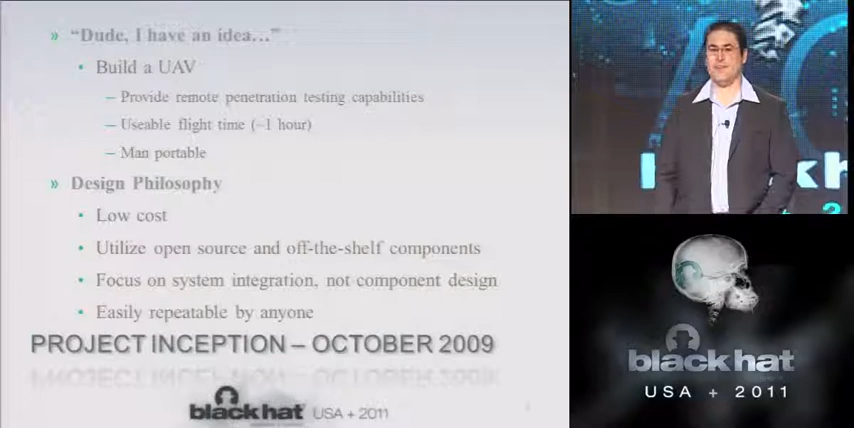 » “Dude, I have an idea…”
• Build a UAV
– Provide remote penetration testing capabilities
– Useable flight time (~1 hour)
– Man portable
» Design Philosophy
• Low cost
• Utilize open source and off-the-shelf components
• Focus on system integration, not component design
• Easily repeatable by anyone
PROJECT INCEPTION – OCTOBER 2009
black hat USA + 2011
black hat
USA + 2011